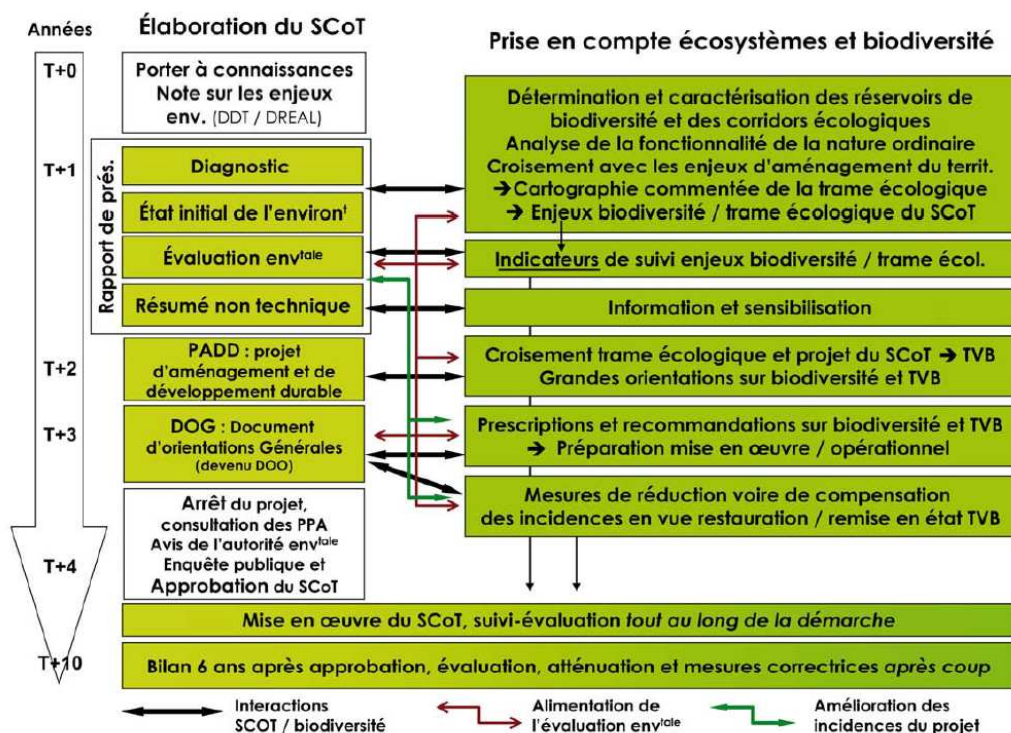 Années
Élaboration du SCoT
Prise en compte écosystèmes et biodiversité
T+0
Porter à connaissances
Note sur les enjeux
env. (DDT / DREAL)
Détermination et caractérisation des réservoirs de
biodiversité et des corridors écologiques
Analyse de la fonctionnalité de la nature ordinaire
Croisement avec les enjeux d'aménagement du territ.
→Cartographie commentée de la trame écologique
→ Enjeux biodiversité / trame écologique du SCoT
T+1
Rapport de prés.
Diagnostic
État initial de l'environt
Évaluation envtale
Indicateurs de suivi enjeux biodiversité / trame écol.
Résumé non technique
Information et sensibilisation
T+2
PADD : projet
d'aménagement et de
développement durable
Croisement trame écologique et projet du SCoT → TVB
Grandes orientations sur biodiversité et TVB
T+3
DOG : Document
d'orientations Générales
(devenu DOO)
Prescriptions et recommandations sur biodiversité et TVB
→ Préparation mise en œuvre / opérationnel
Mesures de réduction voire de compensation
des incidences en vue restauration / remise en état TVB
T+4
Arrêt du projet,
consultation des PPA
Avis de l'autorité envtale
Enquête publique et
Approbation du SCoT
Mise en œuvre du SCoT, suivi-évaluation tout au long de la démarche
T+10
Bilan 6 ans après approbation, évaluation, atténuation et mesures correctrices après coup
Interactions
SCOT / biodiversité
Alimentation de
l'évaluation envtale
Amélioration des
incidences du projet